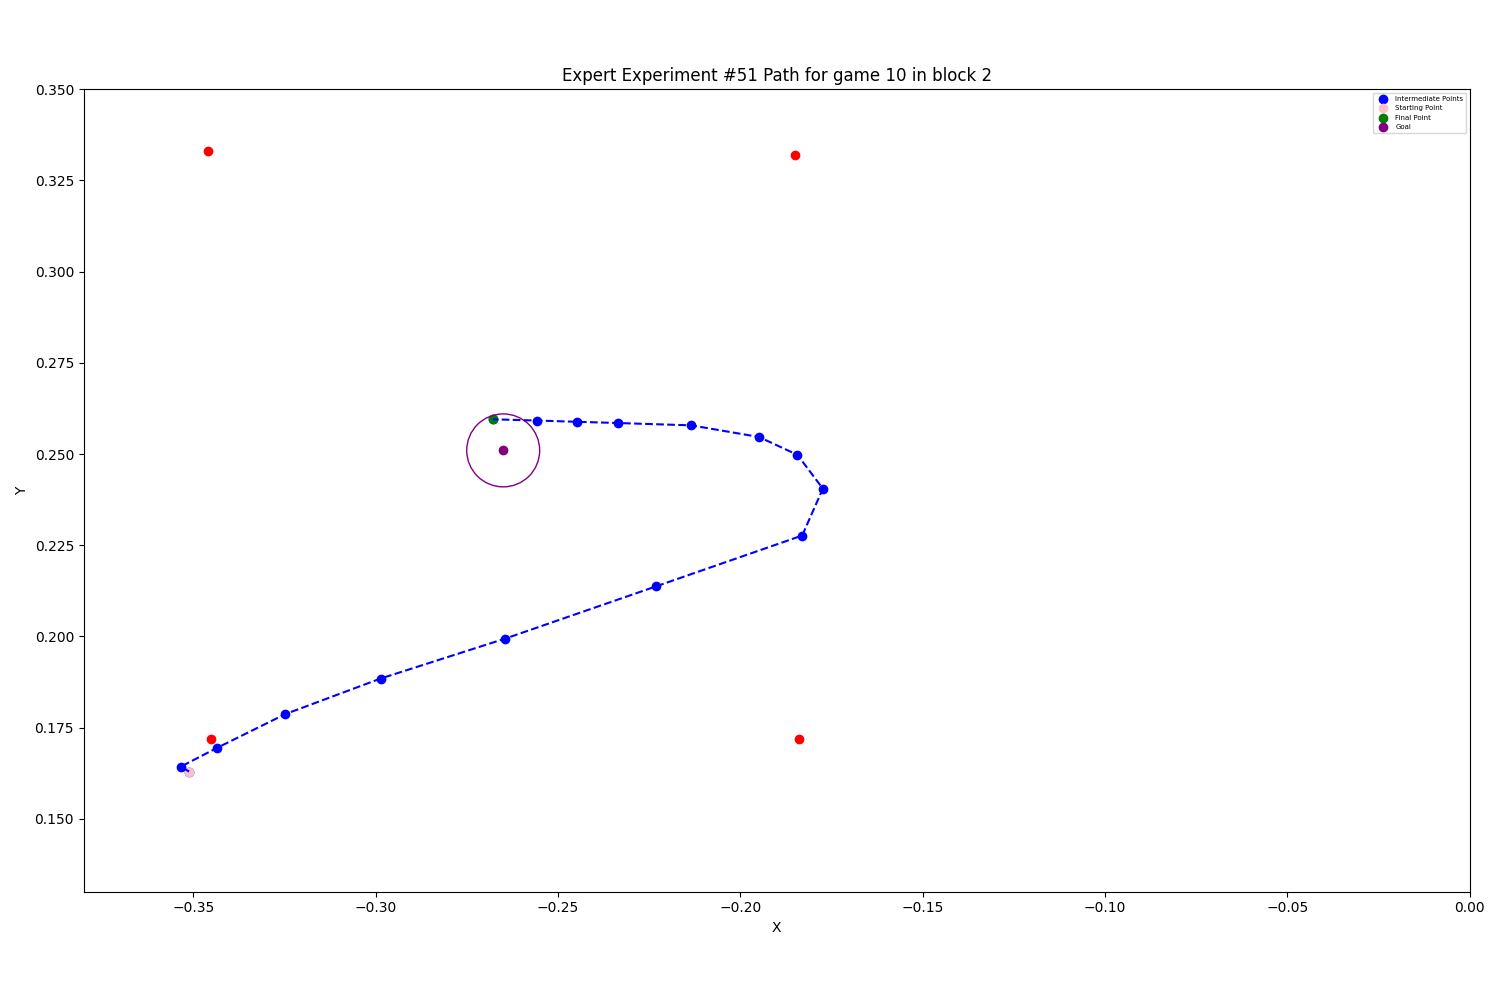 Expert Experiment #51 Path for game 10 in block 2
Intermediate Points
Starting Point
Final Point
Goal
0.350
0.325
0.300
0.275
0.250
0.225
0.200
0.175
0.150
Y
−0.35 −0.30 −0.25 −0.20 −0.15 −0.10 −0.05 0.00
X